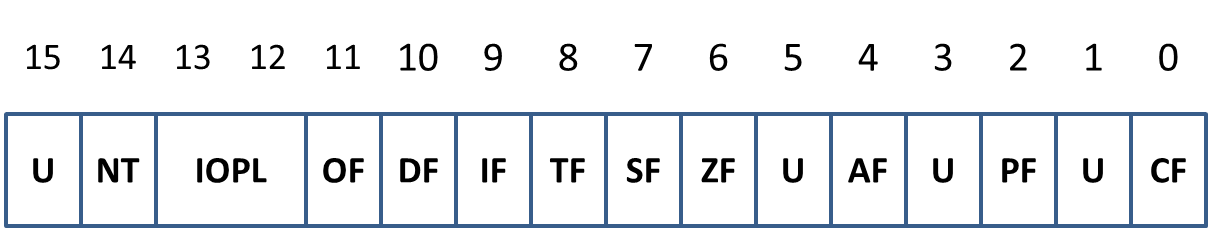 15 14 13 12 11 10 9 8 7 6 5 4 3 2 1 0
U NT IOPL OF DF IF TF SF ZF U AF U PF U CF